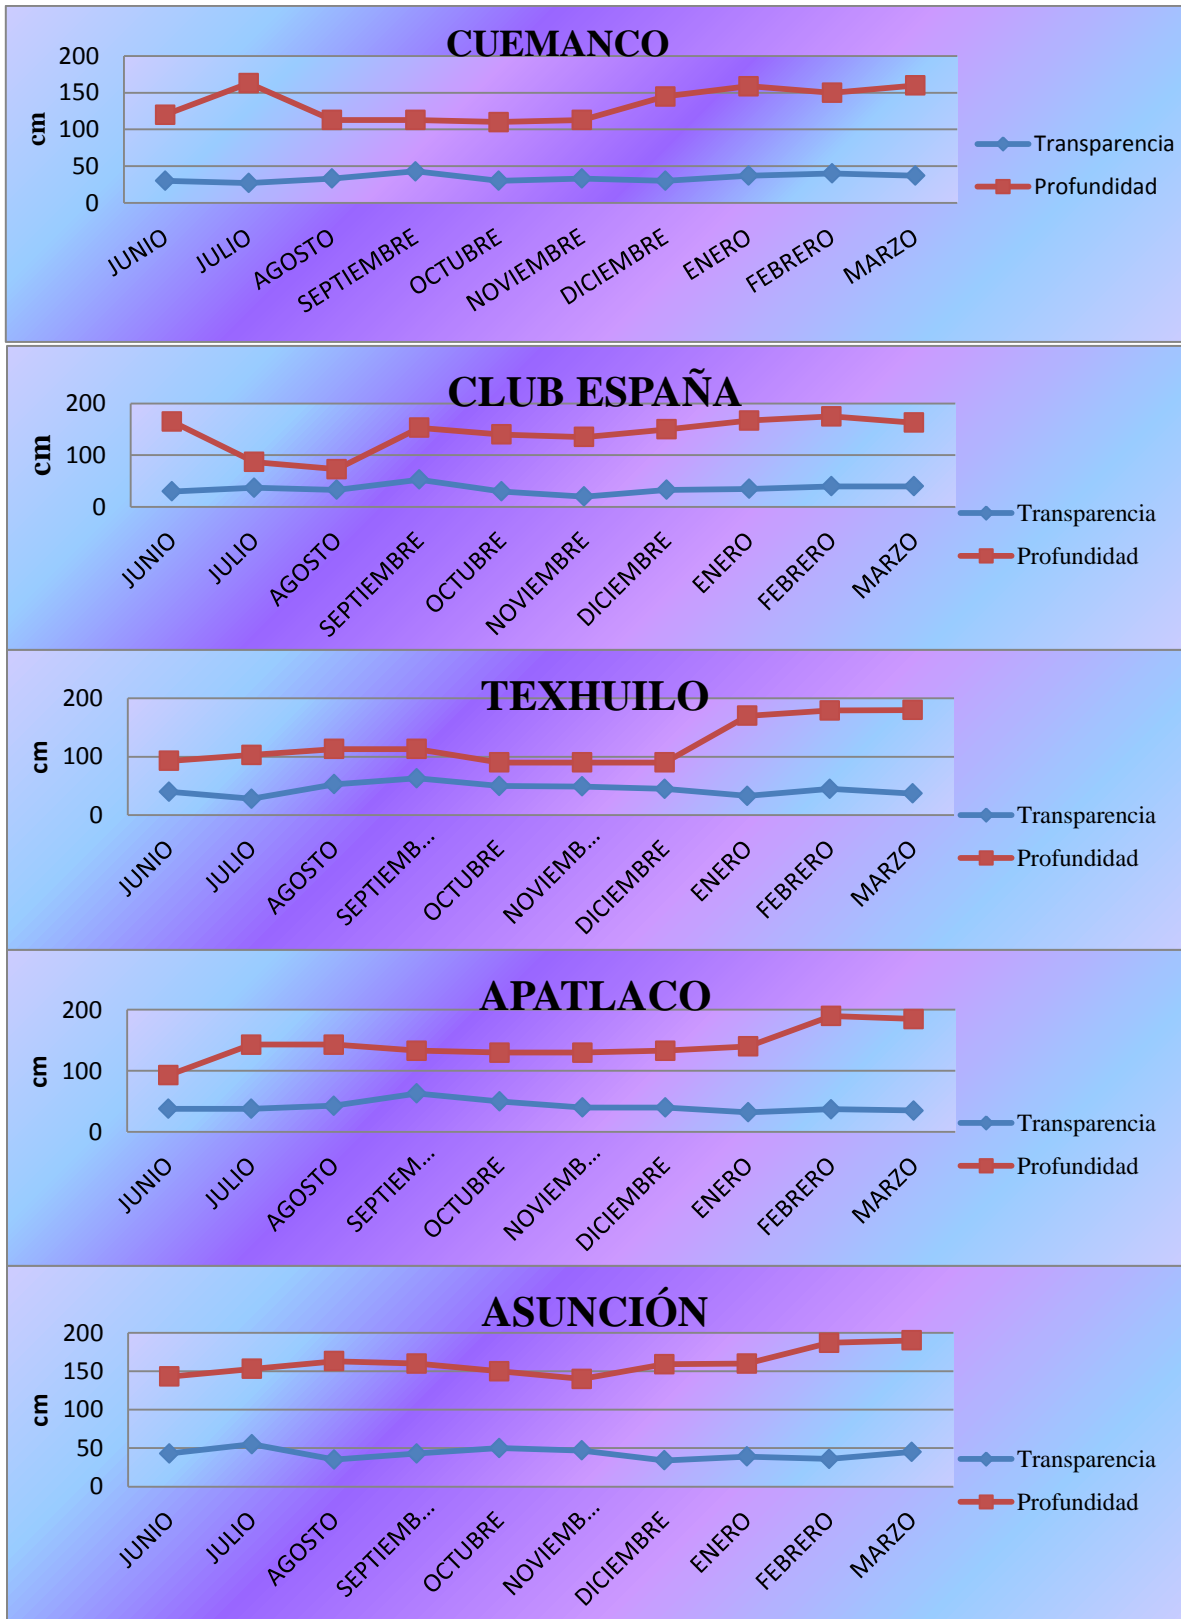 CUEMANCO
200
150
100
50
0
cm
JUNIO
JULIO
AGOSTO
SEPTIEMBRE
OCTUBRE
NOVIEMBRE
DICIEMBRE
ENERO
FEBRERO
MARZO
Transparencia
Profundidad
CLUB ESPAÑA
200
100
0
cm
JUNIO
JULIO
AGOSTO
SEPTIEMBRE
OCTUBRE
NOVIEMBRE
DICIEMBRE
ENERO
FEBRERO
MARZO
Transparencia
Profundidad
TEXHUILO
200
100
0
cm
JUNIO
JULIO
AGOSTO
SEPTIEMB...
OCTUBRE
NOVIEMB...
DICIEMBRE
ENERO
FEBRERO
MARZO
Transparencia
Profundidad
APATLACO
200
100
0
cm
JUNIO
JULIO
AGOSTO
SEPTIEM...
OCTUBRE
NOVIEMB...
DICIEMBRE
ENERO
FEBRERO
MARZO
Transparencia
Profundidad
ASUNCIÓN
200
150
100
50
0
cm
JUNIO
JULIO
AGOSTO
SEPTIEMB...
OCTUBRE
NOVIEMB...
DICIEMBRE
ENERO
FEBRERO
MARZO
Transparencia
Profundidad